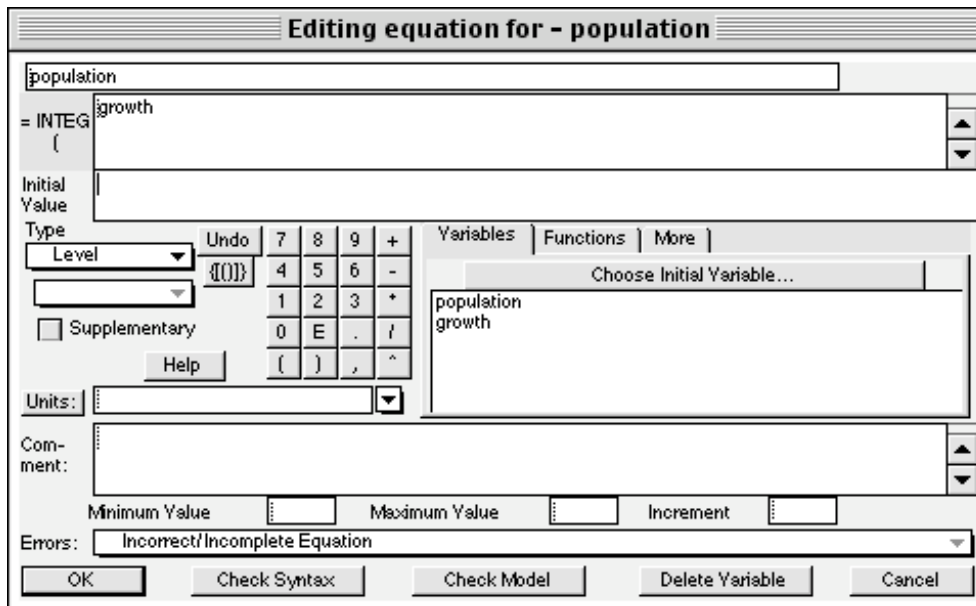 Editing equation for - population
population
= INTEG
(
growth
Initial
Value
Type
Level
Undo 7 8 9 +
{[()]} 4 5 6 -
1 2 3 *
Supplementary
0 E . /
Help
( ) , ^
Variables Functions More
Choose Initial Variable...
population
growth
Units:
Com-
ment:
Minimum Value Maximum Value Increment
Errors: Incorrect/Incomplete Equation
OK Check Syntax Check Model Delete Variable Cancel